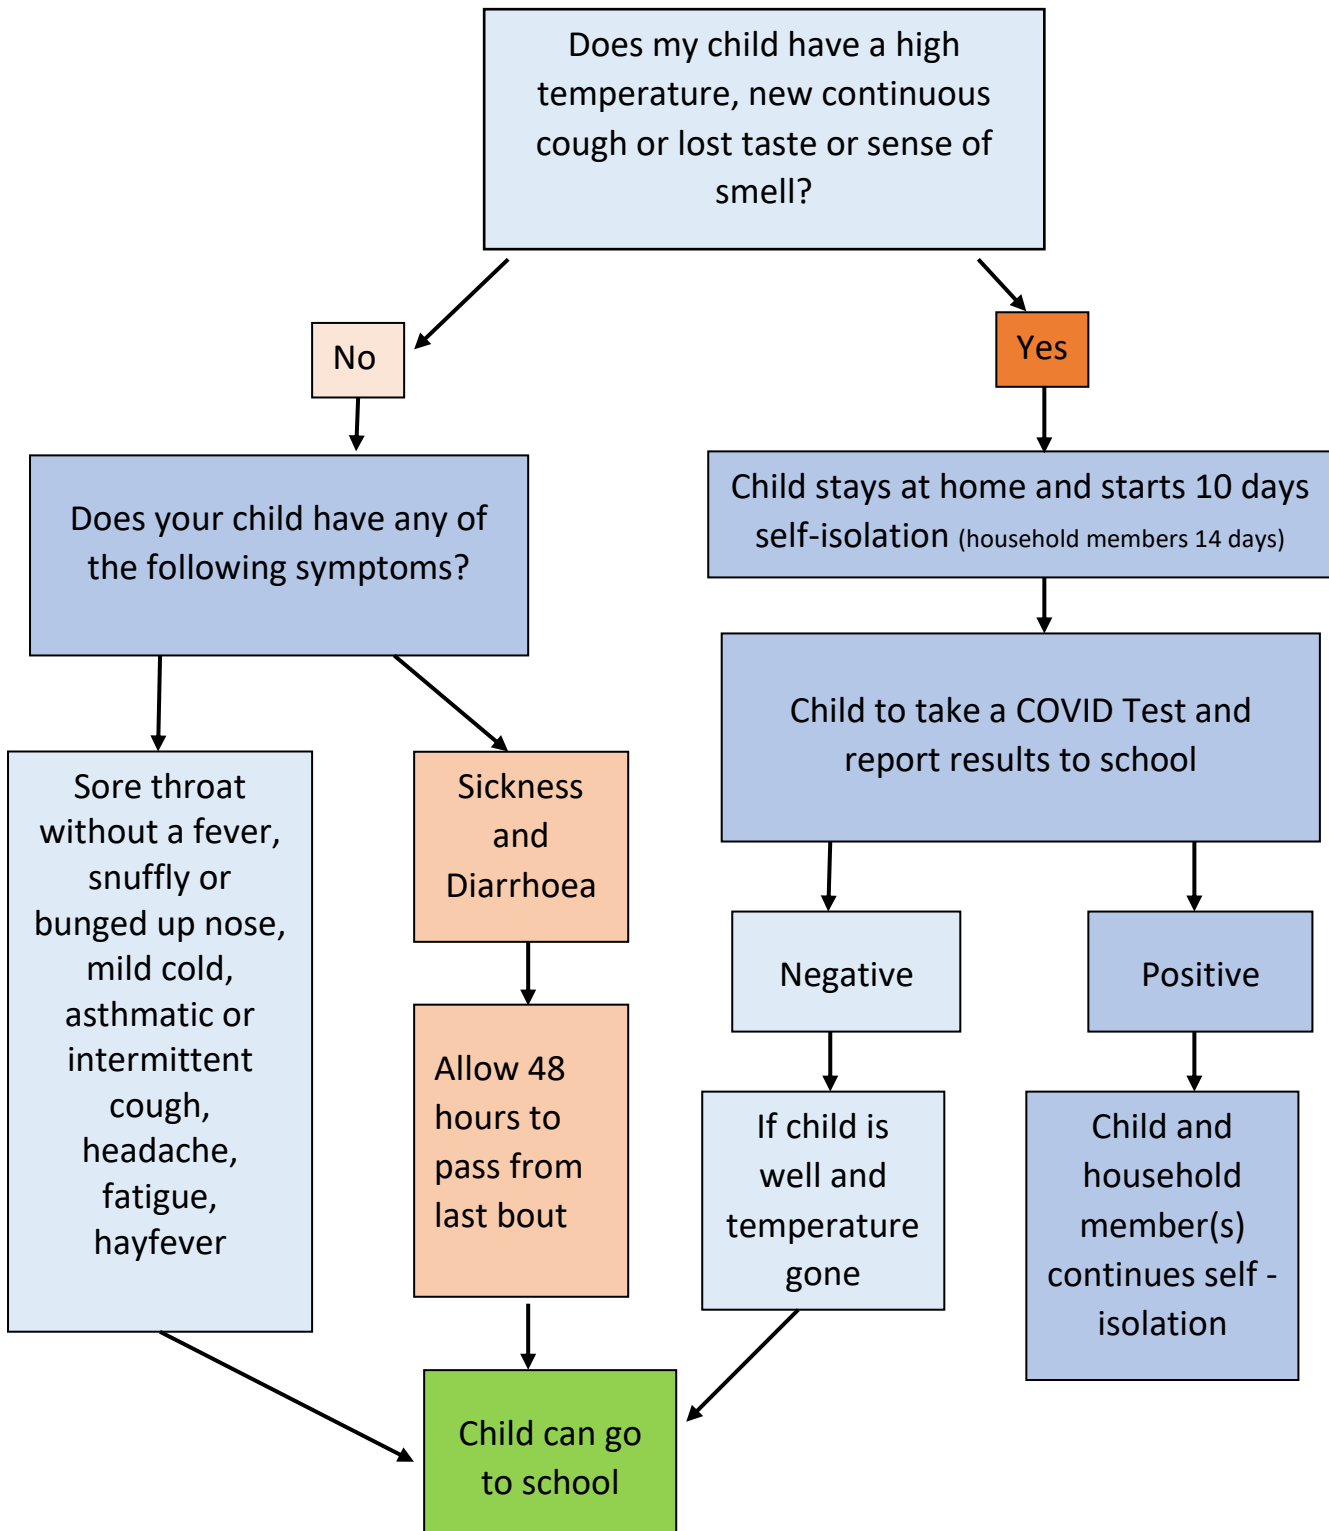 Does my child have a high
temperature, new continuous
cough or lost taste or sense of
smell?
No
Yes
Does your child have any of
the following symptoms?
Child stays at home and starts 10 days
self-isolation (household members 14 days)
Child to take a COVID Test and
report results to school
Sore throat
without a fever,
snuffly or
bunged up nose,
mild cold,
asthmatic or
intermittent
cough,
headache,
fatigue,
hayfever
Sickness
and
Diarrhoea
Allow 48
hours to
pass from
last bout
Negative
Positive
If child is
well and
temperature
gone
Child and
household
member(s)
continues self -
isolation
Child can go
to school